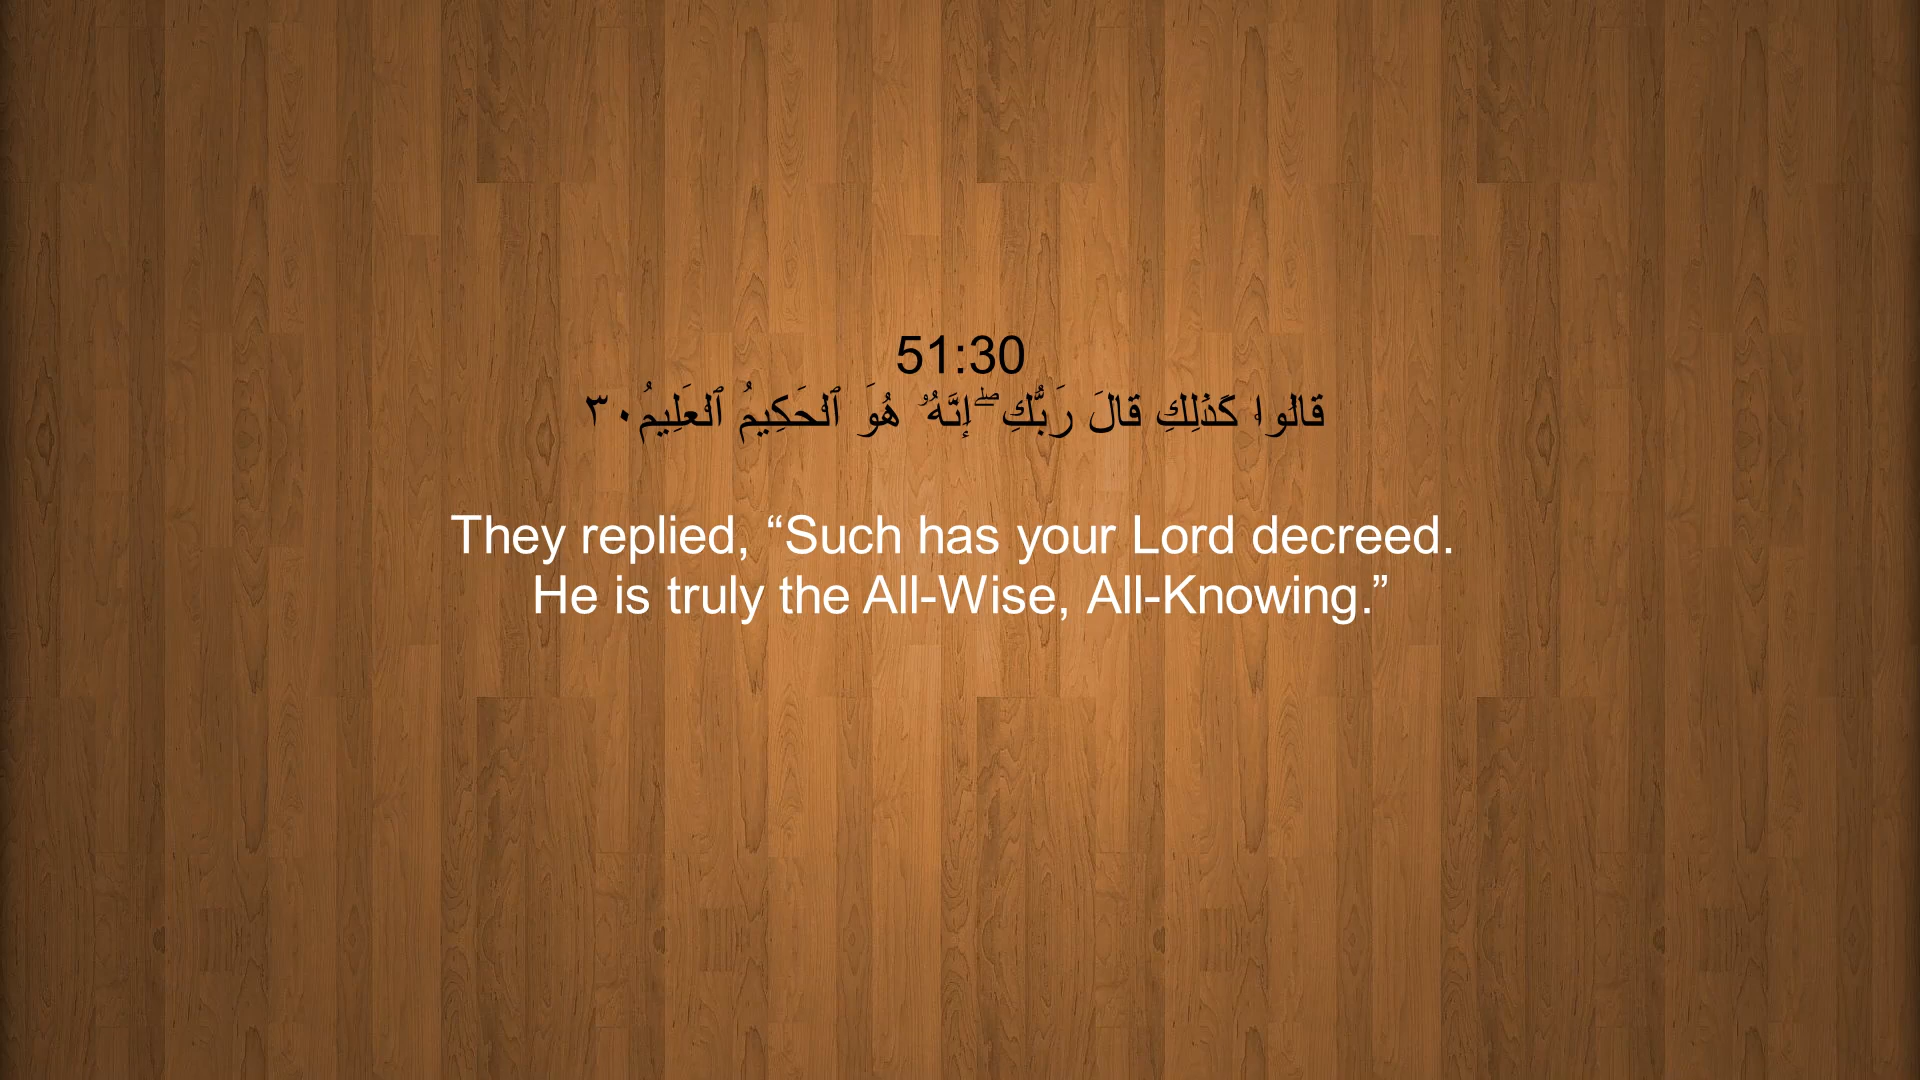 51:30
قَالُوا۟ كَذَٰلِكِ قَالَ رَبُّكِ ۖ إِنَّهُۥ هُوَ ٱلْحَكِيمُ ٱلْعَلِيمُ٣٠
They replied, “Such has your Lord decreed.
He is truly the All-Wise, All-Knowing.”